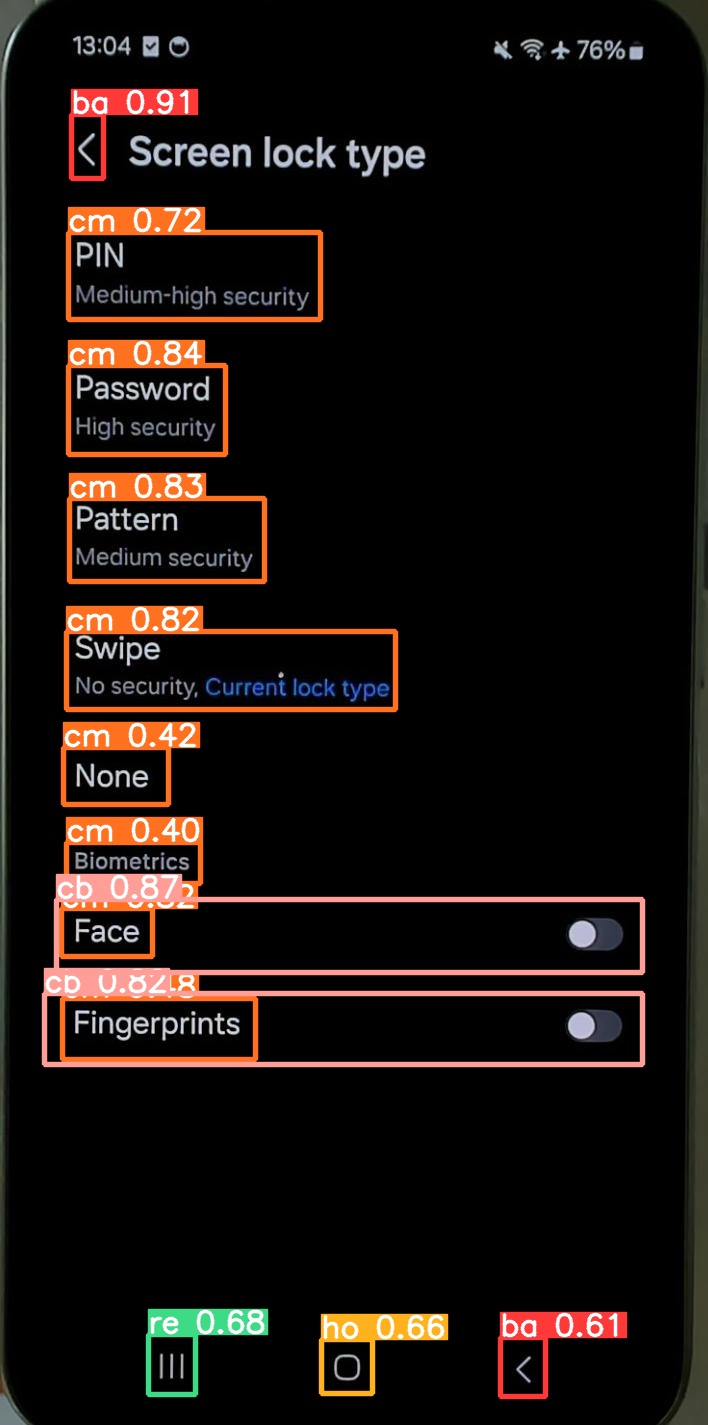 13:04 76%
ba 0.91
Screen lock type
cm 0.72
PIN
Medium-high security
cm 0.84
Password
High security
cm 0.83
Pattern
Medium security
cm 0.82
Swipe
No security, Current lock type
cm 0.42
None
cm 0.40
Biometrics
cb 0.87
Face
cb 0.82
Fingerprints
re 0.68 ho 0.66 ba 0.61